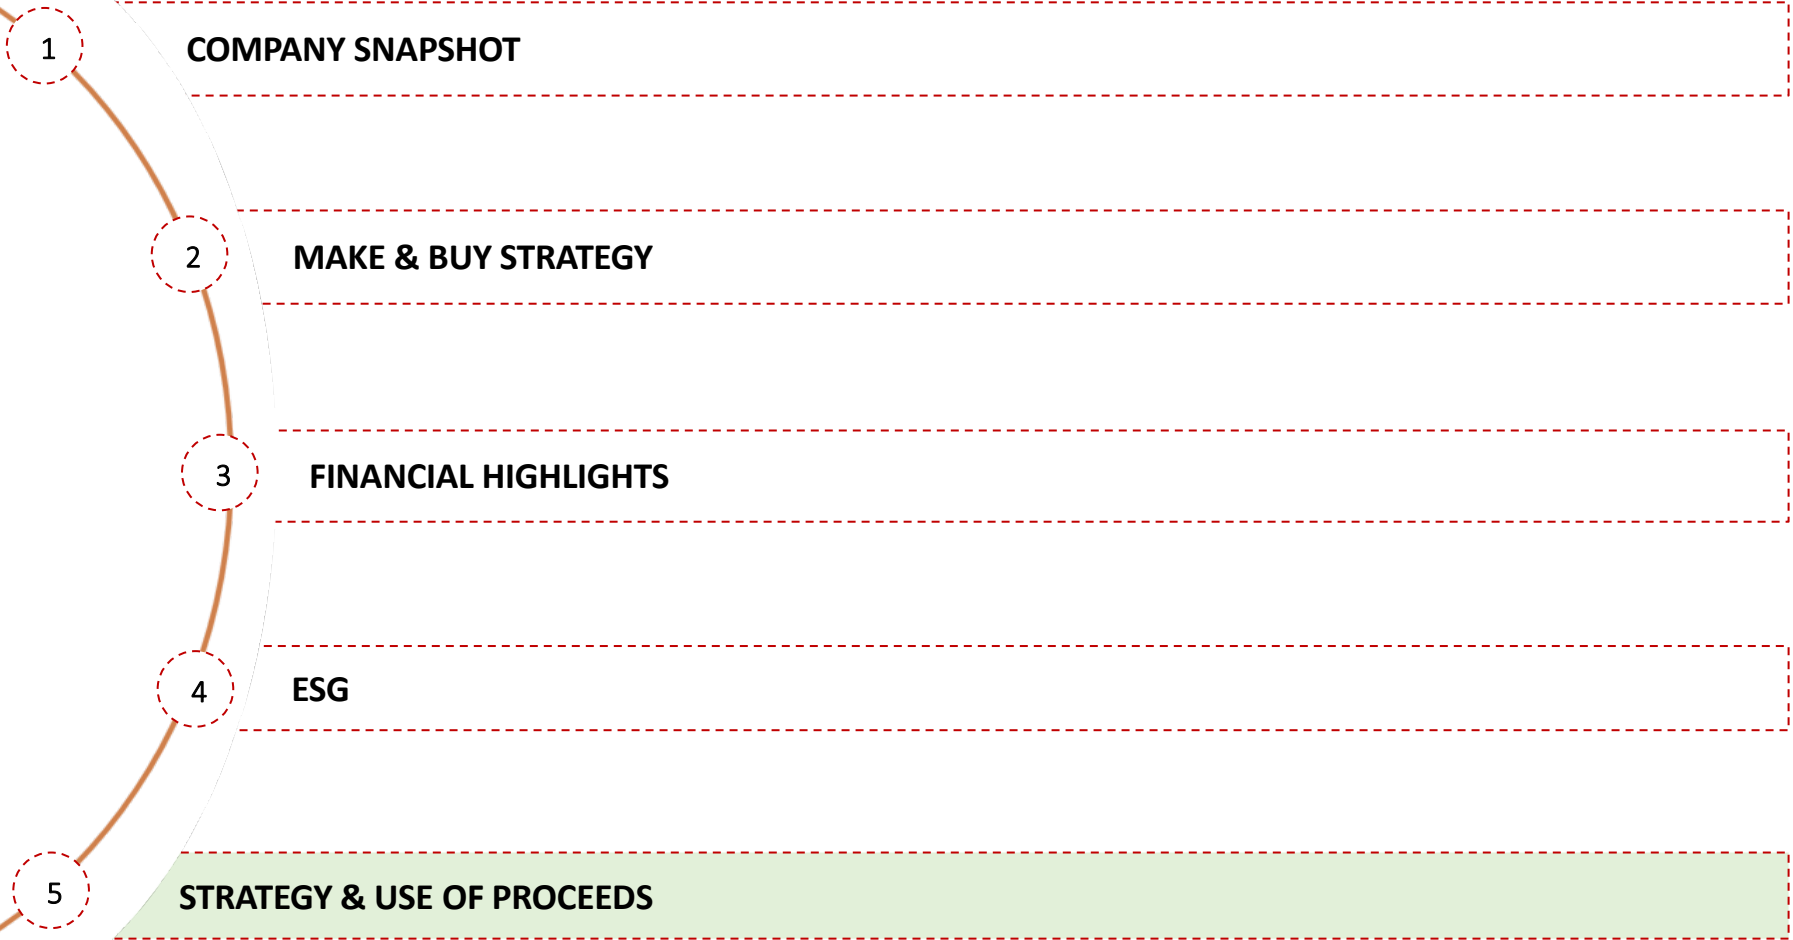 1 COMPANY SNAPSHOT
2 MAKE & BUY STRATEGY
3 FINANCIAL HIGHLIGHTS
4 ESG
5 STRATEGY & USE OF PROCEEDS